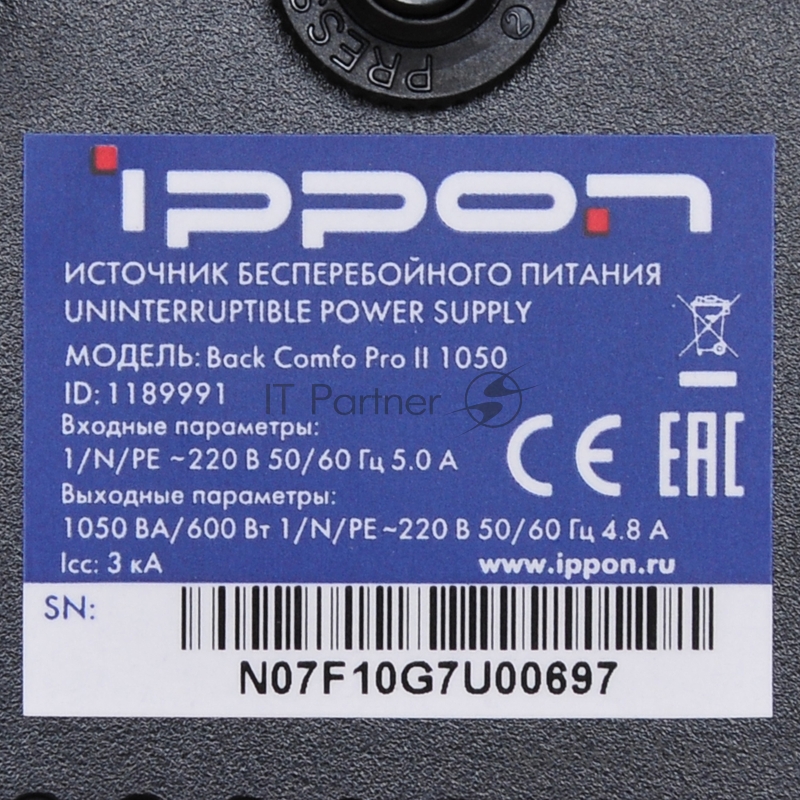 PRESS
2
ippon
ИСТОЧНИК БЕСПЕРЕБОЙНОГО ПИТАНИЯ
UNINTERRUPTIBLE POWER SUPPLY
МОДЕЛЬ: Back Comfo Pro II 1050
ID: 1189991
IT Partner
Входные параметры:
1/N/PE ~220 В 50/60 Гц 5.0 А
CE EAC
Выходные параметры:
1050 ВА/600 Вт 1/N/PE~220 В 50/60 Гц 4.8 А
Icc: 3 кА
www.ippon.ru
SN:
N07F10G7U00697